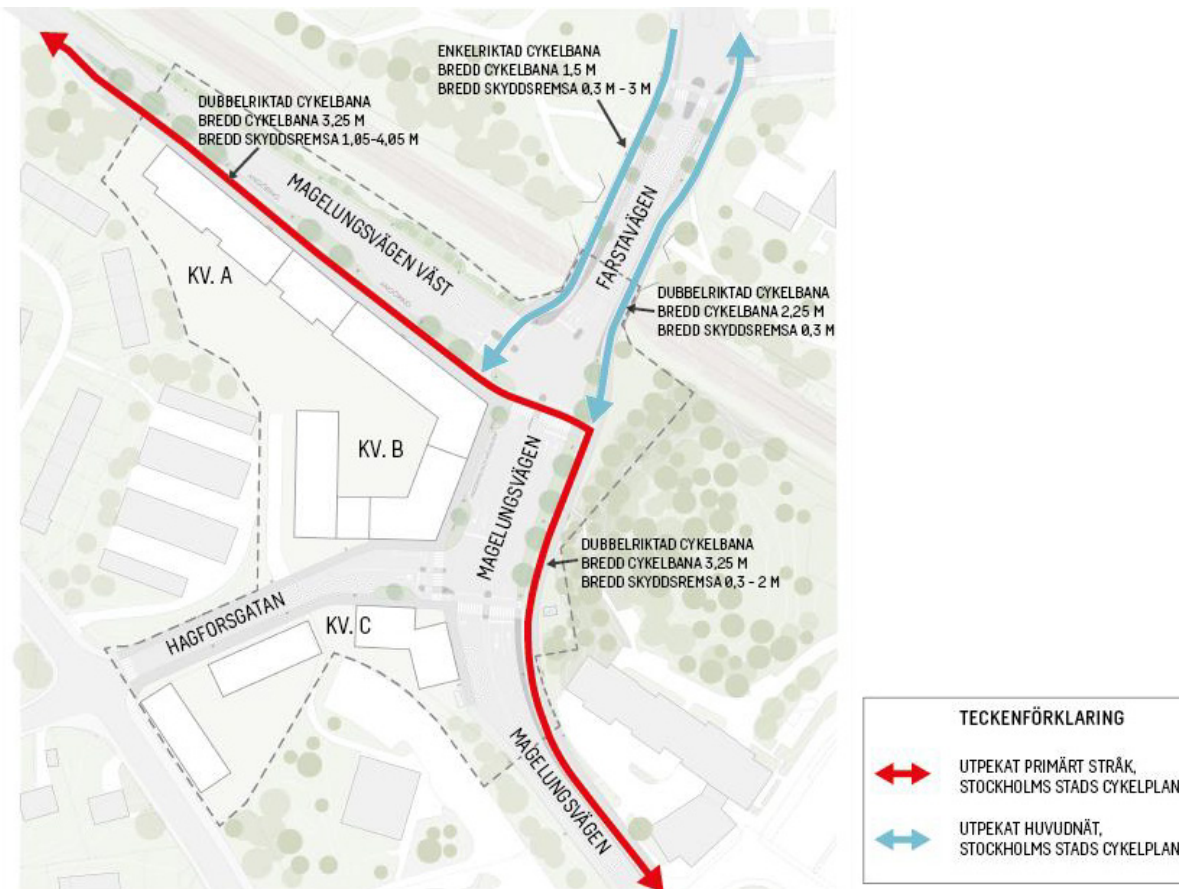 ENKELRIKTAD CYKELBANA
BREDD CYKELBANA 1,5 M
BREDD SKYDDSREMSA 0,3 M - 3 M
DUBBELRIKTAD CYKELBANA
BREDD CYKELBANA 3,25 M
BREDD SKYDDSREMSA 1,05-4,05 M
MAGELUNGSVÄGEN VÄST
FARSTAVÄGEN
KV. A
ANGÖRING
ANGÖRING
DUBBELRIKTAD CYKELBANA
BREDD CYKELBANA 2,25 M
BREDD SKYDDSREMSA 0,3 M
KV. B
MAGELUNGSVÄGEN
DUBBELRIKTAD CYKELBANA
BREDD CYKELBANA 3,25 M
BREDD SKYDDSREMSA 0,3 - 2 M
HAGFORSGATAN
KV. C
MAGELUNGSVÄGEN
TECKENFÖRKLARING
UTPEKAT PRIMÄRT STRÅK,
STOCKHOLMS STADS CYKELPLAN
UTPEKAT HUVUDNÄT,
STOCKHOLMS STADS CYKELPLAN